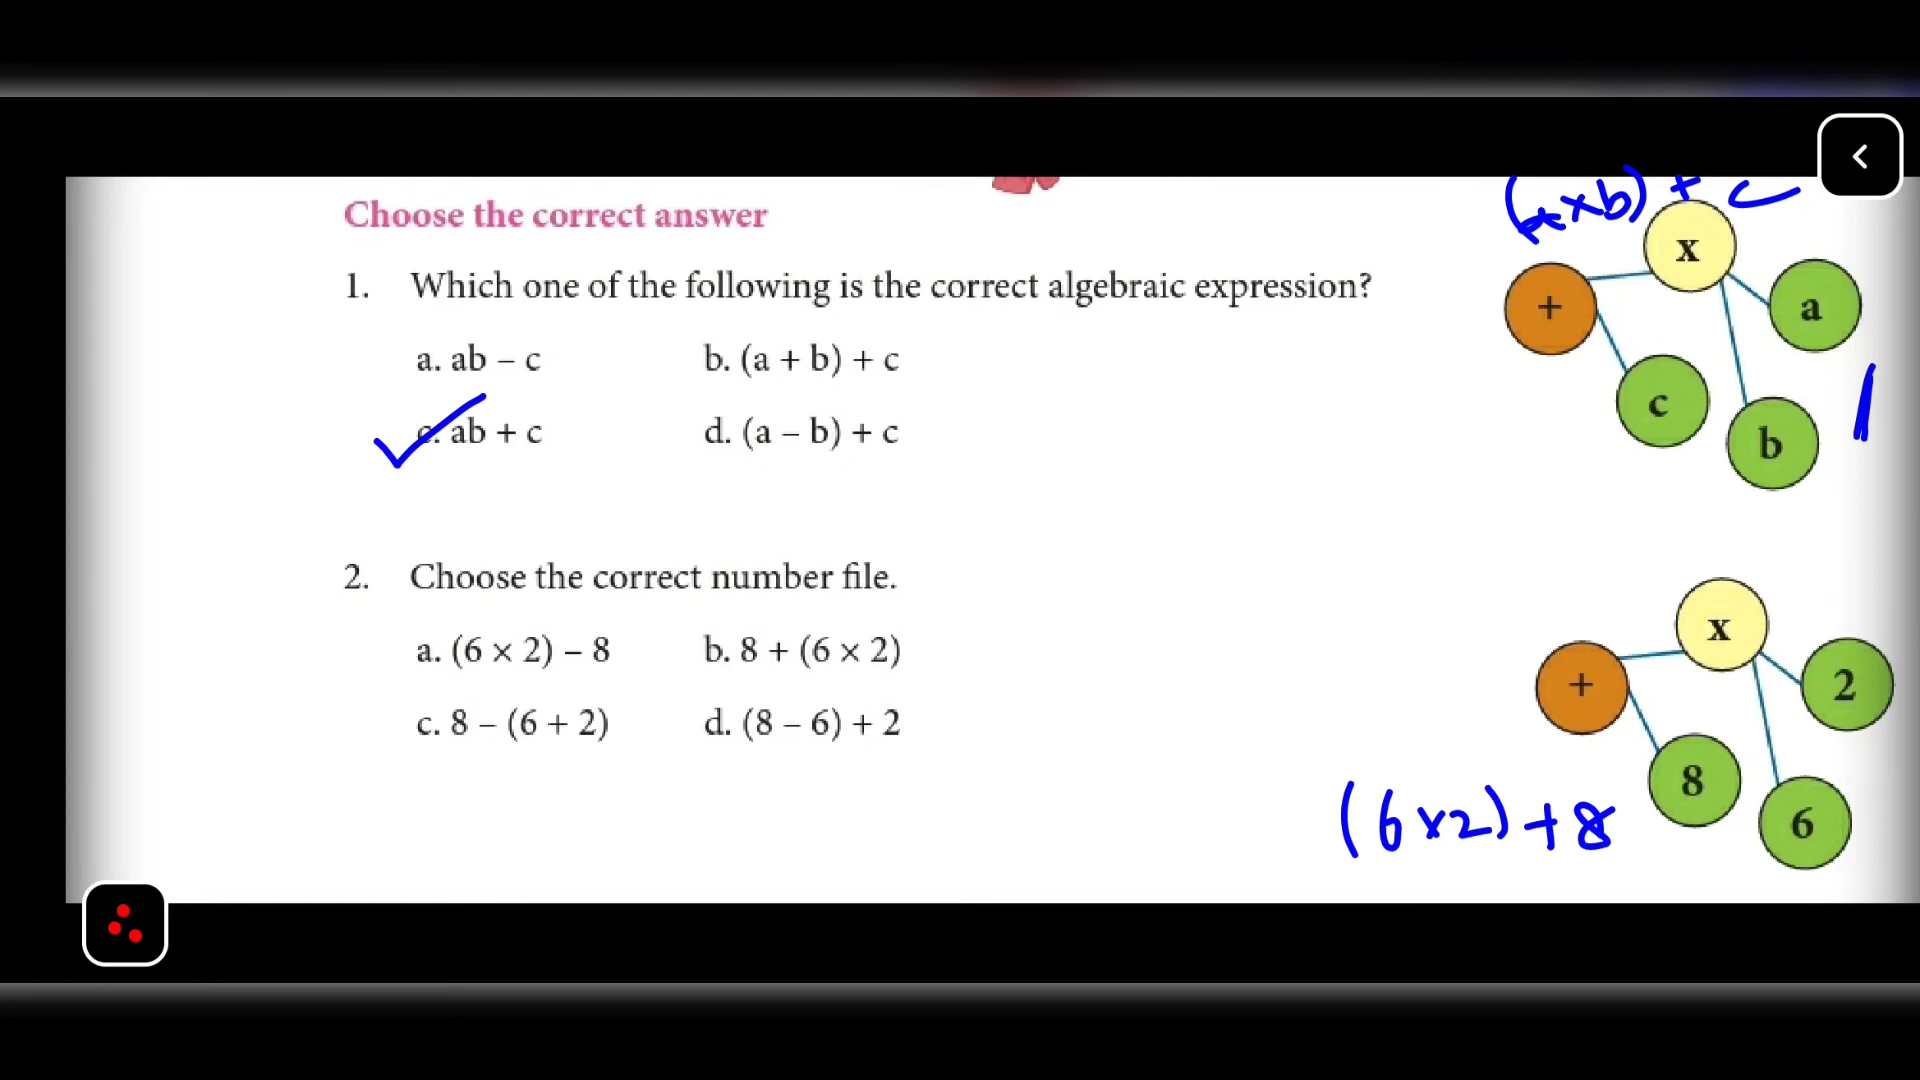 Choose the correct answer
(a×b) + c
1. Which one of the following is the correct algebraic expression?
a. ab – c b. (a + b) + c
c. ab + c d. (a – b) + c
x
+
a
c
b
2. Choose the correct number file.
a. (6 × 2) – 8 b. 8 + (6 × 2)
c. 8 – (6 + 2) d. (8 – 6) + 2
x
+
2
8
6
(6×2) + 8